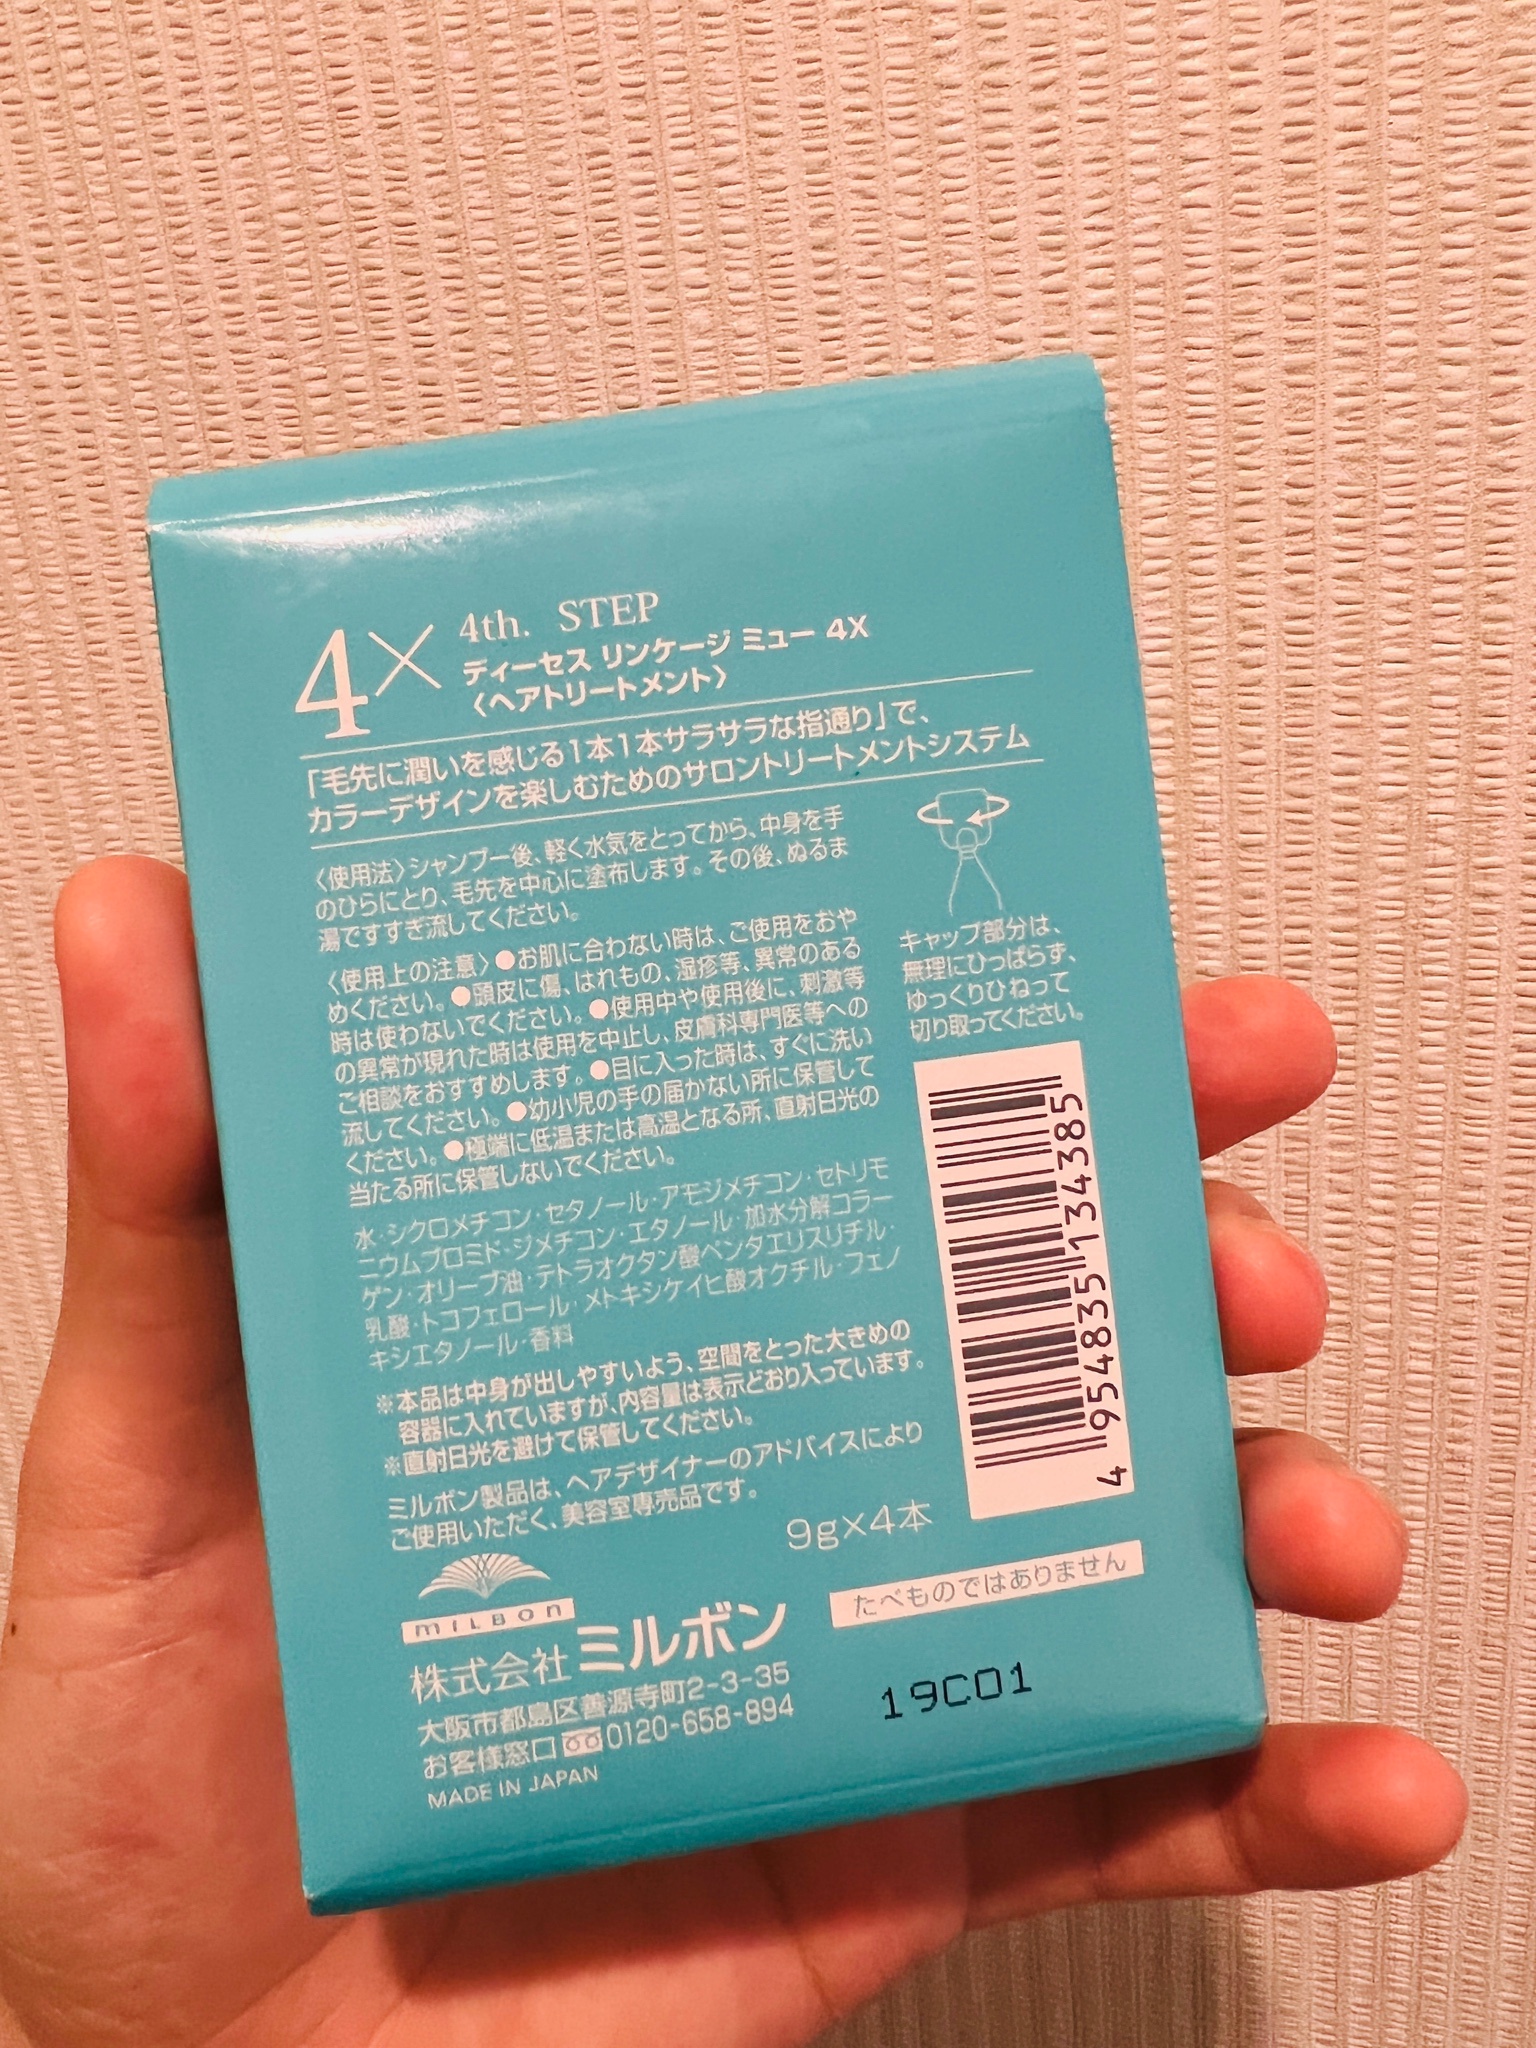 4× 4th. STEP
ディーセス リンケージ ミュー 4X
〈ヘアトリートメント〉
「毛先に潤いを感じる1本1本サラサラな指通り」で、
カラーデザインを楽しむためのサロントリートメントシステム
〈使用法〉シャンプー後、軽く水気をとってから、中身を手
のひらにとり、毛先を中心に塗布します。その後、ぬるま
湯ですすぎ流してください。
〈使用上の注意〉●お肌に合わない時は、ご使用をおや
めください。●頭皮に傷、はれもの、湿疹等、異常のある
時は使わないでください。●使用中や使用後に、刺激等
の異常が現れた時は使用を中止し、皮膚科専門医等への
ご相談をおすすめします。●目に入った時は、すぐに洗い
流してください。●幼小児の手の届かない所に保管して
ください。●極端に低温または高温となる所、直射日光の
当たる所に保管しないでください。
水・シクロメチコン・セタノール・アモジメチコン・セトリモ
ニウムブロミド・ジメチコン・エタノール・加水分解コラー
ゲン・オリーブ油・テトラオクタン酸ペンタエリスリチル・
乳酸・トコフェロール・メトキシケイヒ酸オクチル・フェノ
キシエタノール・香料
※本品は中身が出しやすいよう、空間をとった大きめの
容器に入れていますが、内容量は表示どおり入っています。
※直射日光を避けて保管してください。
ミルボン製品は、ヘアデザイナーのアドバイスにより
ご使用いただく、美容室専売品です。
キャップ部分は、
無理にひっぱらず、
ゆっくりひねって
切り取ってください。
4 954835 134385
9g×4本
たべものではありません
MILBON
株式会社ミルボン
大阪市都島区善源寺町2-3-35
お客様窓口 0120-658-894
MADE IN JAPAN
19C01